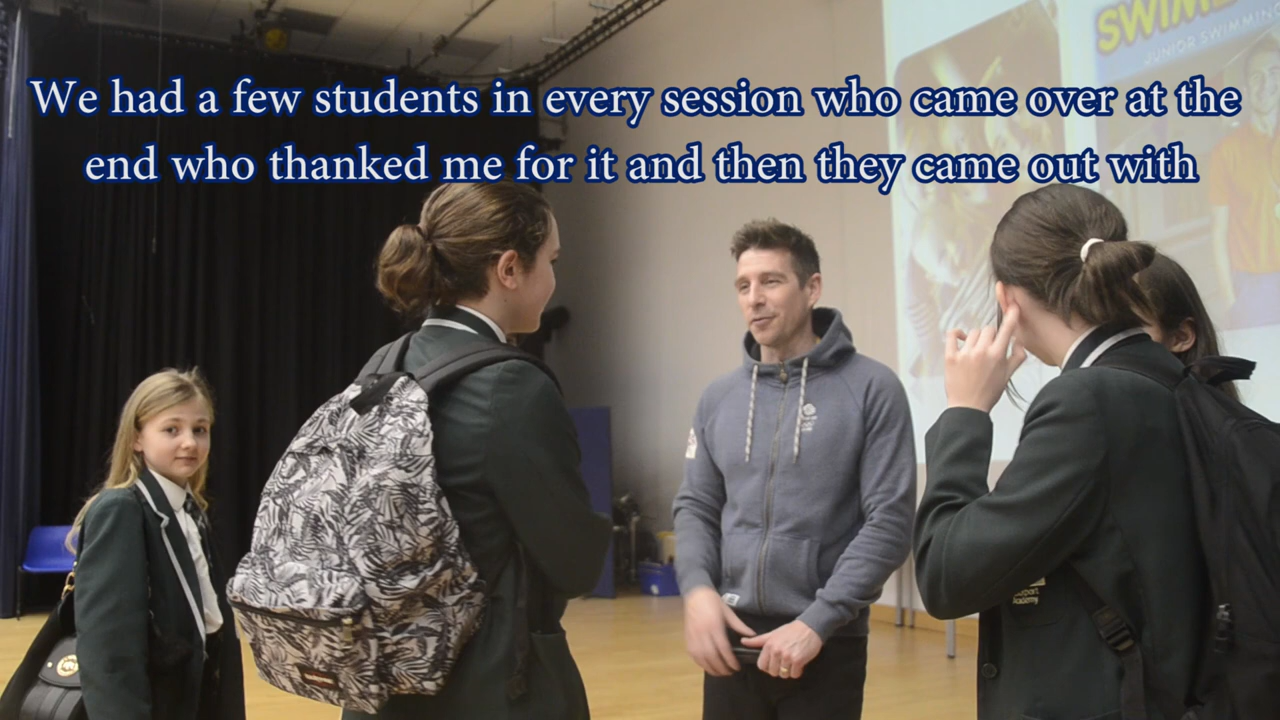 We had a few students in every session who came over at the
end who thanked me for it and then they came out with
JUNIOR SWIMMING
Academy